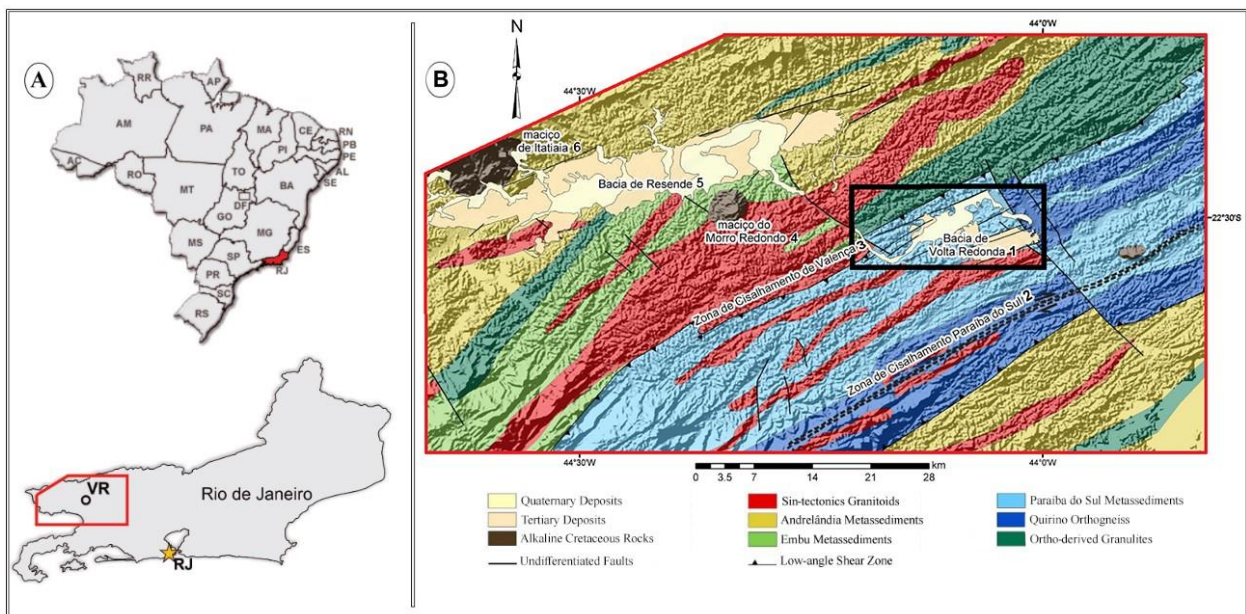 A
RR
AP
AM
PA
MA
CE
RN
PB
PE
AL
SE
PI
AC
RO
TO
MT
BA
DF
GO
MG
ES
MS
SP
RJ
PR
SC
RS
VR
Rio de Janeiro
RJ
N
B
44°0'W
44°30'W
maciço
de Itatiaia 6
Bacia de Resende 5
maciço do
Morro Redondo 4
22°30'S
Bacia de
Volta Redonda 1
Zona de Cisalhamento de Valença 3
Zona de Cisalhamento Paraíba do Sul 2
44°30'W
44°0'W
0 3.5 7 14 21 28 km
Quaternary Deposits
Tertiary Deposits
Alkaline Cretaceous Rocks
Undifferentiated Faults
Sin-tectonics Granitoids
Andrelândia Metassediments
Embu Metassediments
Low-angle Shear Zone
Paraíba do Sul Metassediments
Quirino Orthogneiss
Ortho-derived Granulites